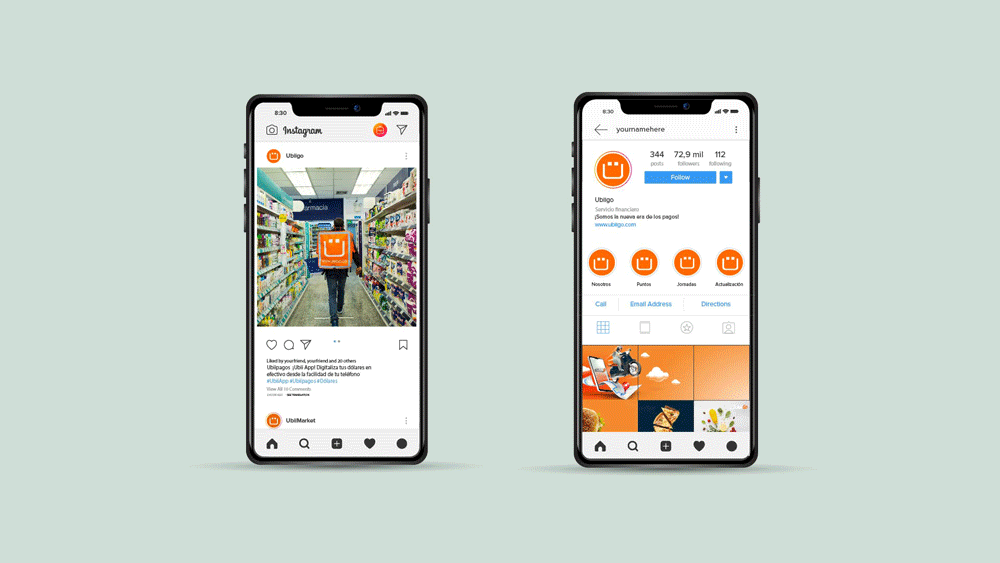 8:30
Instagram
Ubiigo
farmacia
Liked by yourfriend, yourfriend and 20 others
Ubiipagos ¡Ubii App! Digitaliza tus dólares en
efectivo desde la facilidad de tu teléfono
#UbiiApp #Ubiipagos #Dólares
View All 19 Comments
UbiiMarket
8:30
yournamehere
344 72,9 mil 112
posts followers following
Follow
Ubiigo
Servicio financiero
¡Somos la nueva era de los pagos!
www.ubiigo.com
Nosotros Puntos Jornadas Actualización
Call Email Address Directions